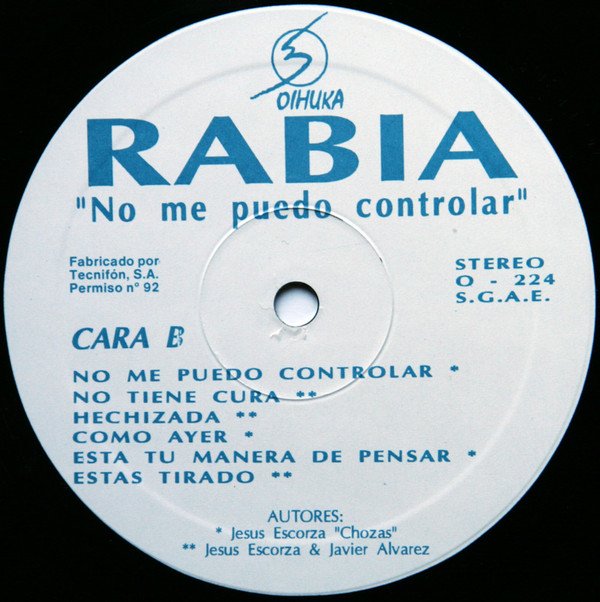 OIHUKA
RABIA
"No me puedo controlar"
Fabricado por
Tecnifón, S.A.
Permiso n° 92
STEREO
O - 224
S.G.A.E.
CARA B
NO ME PUEDO CONTROLAR *
NO TIENE CURA **
HECHIZADA **
COMO AYER *
ESTA TU MANERA DE PENSAR *
ESTAS TIRADO **
AUTORES:
* Jesus Escorza "Chozas"
** Jesus Escorza & Javier Alvarez